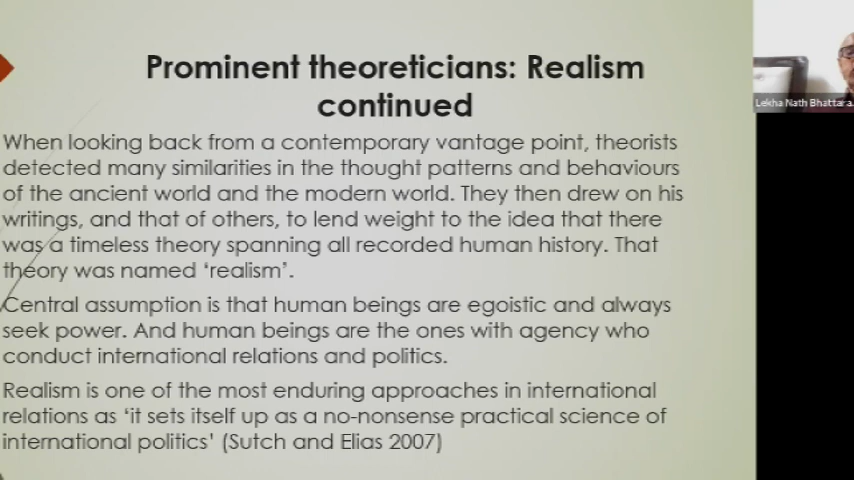 Prominent theoreticians: Realism
continued
When looking back from a contemporary vantage point, theorists
detected many similarities in the thought patterns and behaviours
of the ancient world and the modern world. They then drew on his
writings, and that of others, to lend weight to the idea that there
was a timeless theory spanning all recorded human history. That
theory was named ‘realism’.
Central assumption is that human beings are egoistic and always
seek power. And human beings are the ones with agency who
conduct international relations and politics.
Realism is one of the most enduring approaches in international
relations as ‘it sets itself up as a no-nonsense practical science of
international politics’ (Sutch and Elias 2007)
Lekha Nath Bhattara